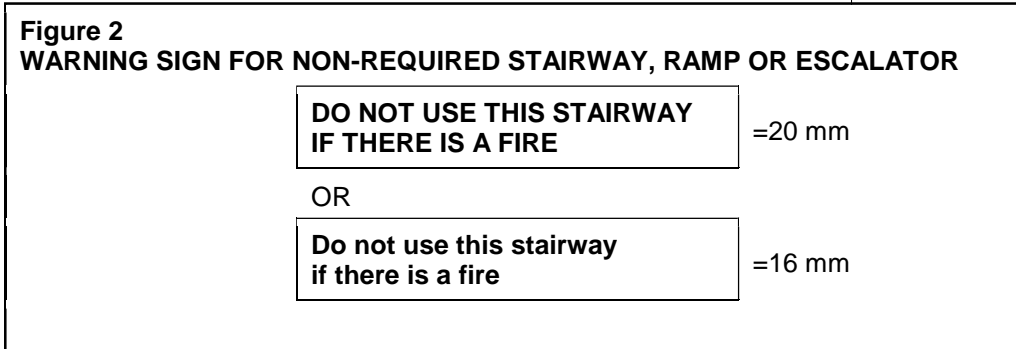 Figure 2
WARNING SIGN FOR NON-REQUIRED STAIRWAY, RAMP OR ESCALATOR
DO NOT USE THIS STAIRWAY
IF THERE IS A FIRE
=20 mm
OR
Do not use this stairway
if there is a fire
=16 mm